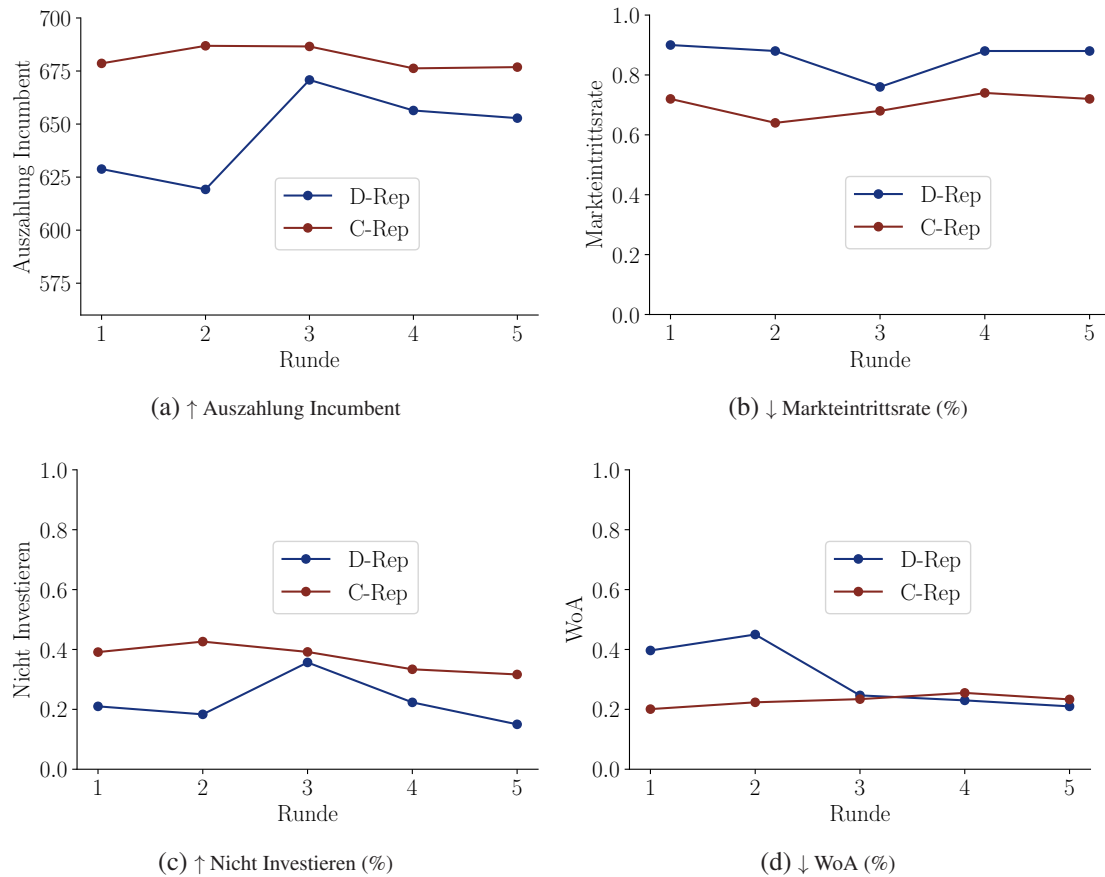 700
675
650
625
600
575
Auszahlung Incumbent
D-Rep
C-Rep
1 2 3 4 5
Runde
(a) ↑ Auszahlung Incumbent
1.0
0.8
0.6
0.4
0.2
0.0
Markteintrittsrate
D-Rep
C-Rep
1 2 3 4 5
Runde
(b) ↓ Markteintrittsrate (%)
1.0
0.8
0.6
0.4
0.2
0.0
Nicht Investieren
D-Rep
C-Rep
1 2 3 4 5
Runde
(c) ↑ Nicht Investieren (%)
1.0
0.8
0.6
0.4
0.2
0.0
WoA
D-Rep
C-Rep
1 2 3 4 5
Runde
(d) ↓ WoA (%)